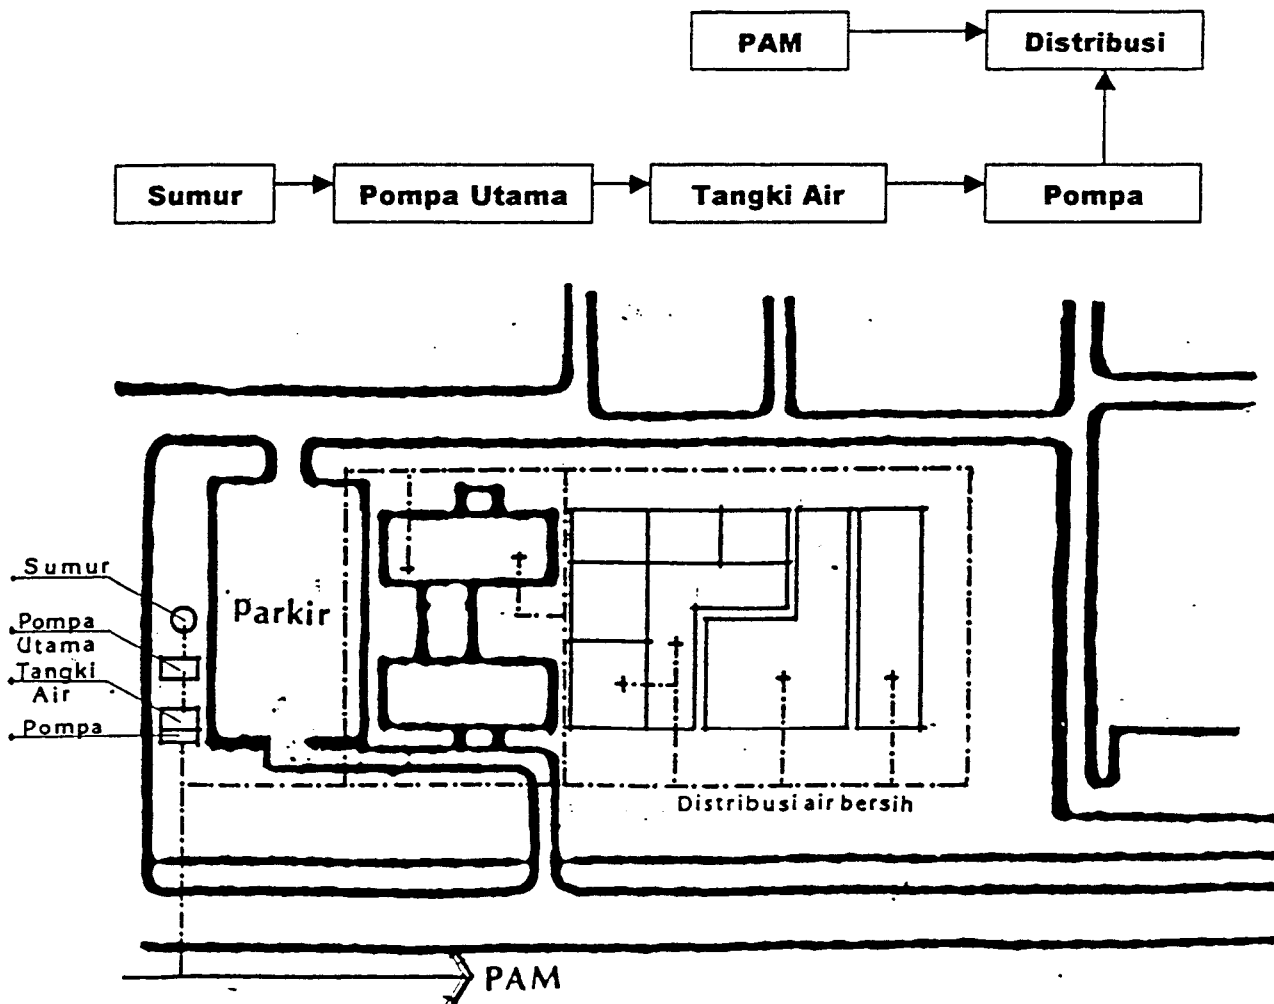 PAM
Distribusi
Sumur
Pompa Utama
Tangki Air
Pompa
Sumur
Pompa
Utama
Tangki
Air
Pompa
Parkir
Distribusi air bersih
PAM